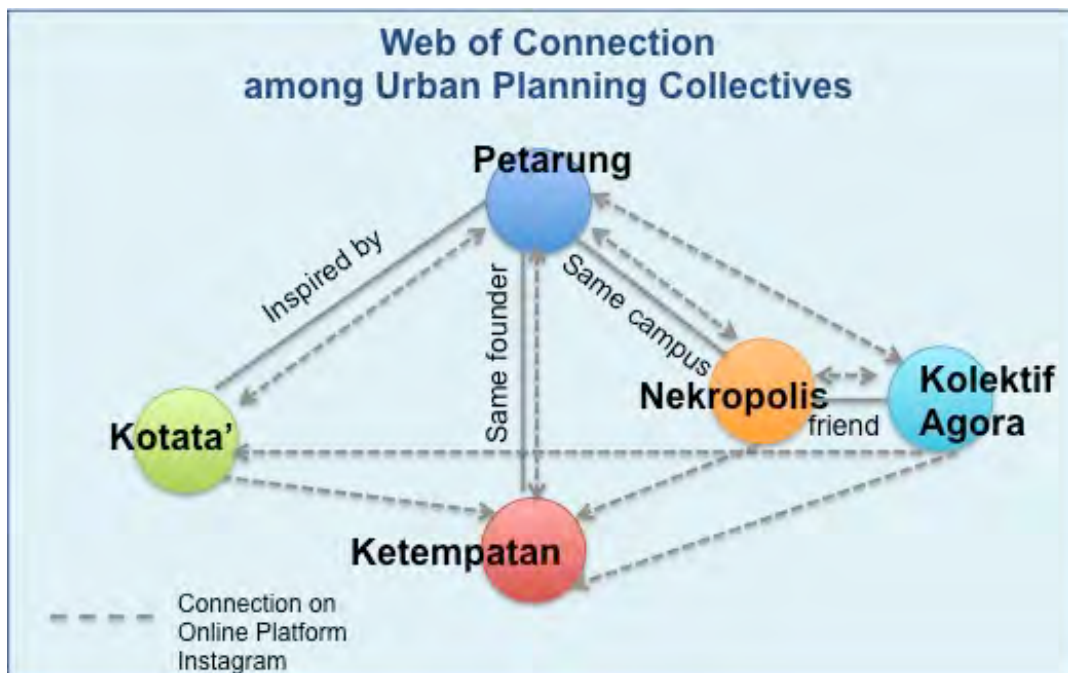 Web of Connection
among Urban Planning Collectives
Petarung
Inspired by
Same founder
Same campus
Nekropolis
friend
Kolektif
Agora
Kotata’
Ketempatan
Connection on
Online Platform
Instagram